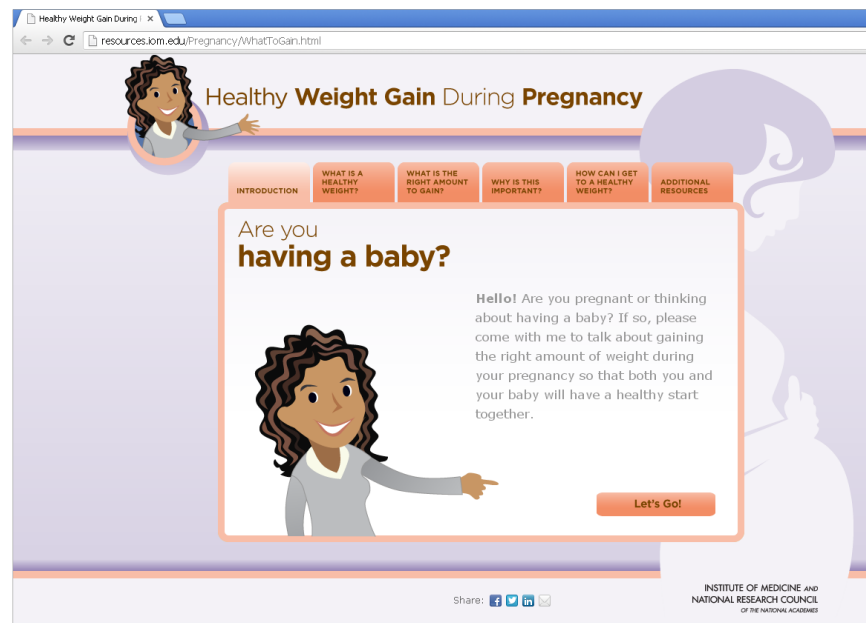 Healthy Weight Gain During
resources.iom.edu/Pregnancy/WhatToGain.html
Healthy Weight Gain During Pregnancy
INTRODUCTION
WHAT IS A
HEALTHY
WEIGHT?
WHAT IS THE
RIGHT AMOUNT
TO GAIN?
WHY IS THIS
IMPORTANT?
HOW CAN I GET
TO A HEALTHY
WEIGHT?
ADDITIONAL
RESOURCES
Are you
having a baby?
Hello! Are you pregnant or thinking
about having a baby? If so, please
come with me to talk about gaining
the right amount of weight during
your pregnancy so that both you and
your baby will have a healthy start
together.
Let's Go!
Share:
INSTITUTE OF MEDICINE AND
NATIONAL RESEARCH COUNCIL
OF THE NATIONAL ACADEMIES